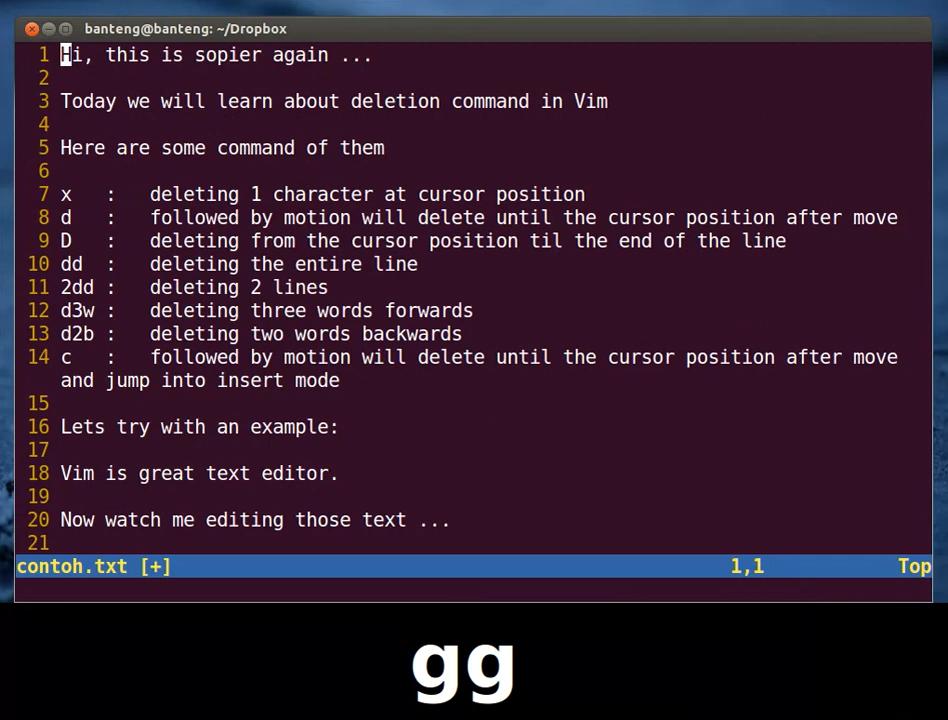 banteng@banteng: ~/Dropbox
1 Hi, this is sopier again ...
2
3 Today we will learn about deletion command in Vim
4
5 Here are some command of them
6
7 x   :   deleting 1 character at cursor position
8 d   :   followed by motion will delete until the cursor position after move
9 D   :   deleting from the cursor position til the end of the line
10 dd  :   deleting the entire line
11 2dd :   deleting 2 lines
12 d3w :   deleting three words forwards
13 d2b :   deleting two words backwards
14 c   :   followed by motion will delete until the cursor position after move
and jump into insert mode
15
16 Lets try with an example:
17
18 Vim is great text editor.
19
20 Now watch me editing those text ...
21
contoh.txt [+] 1,1 Top
gg